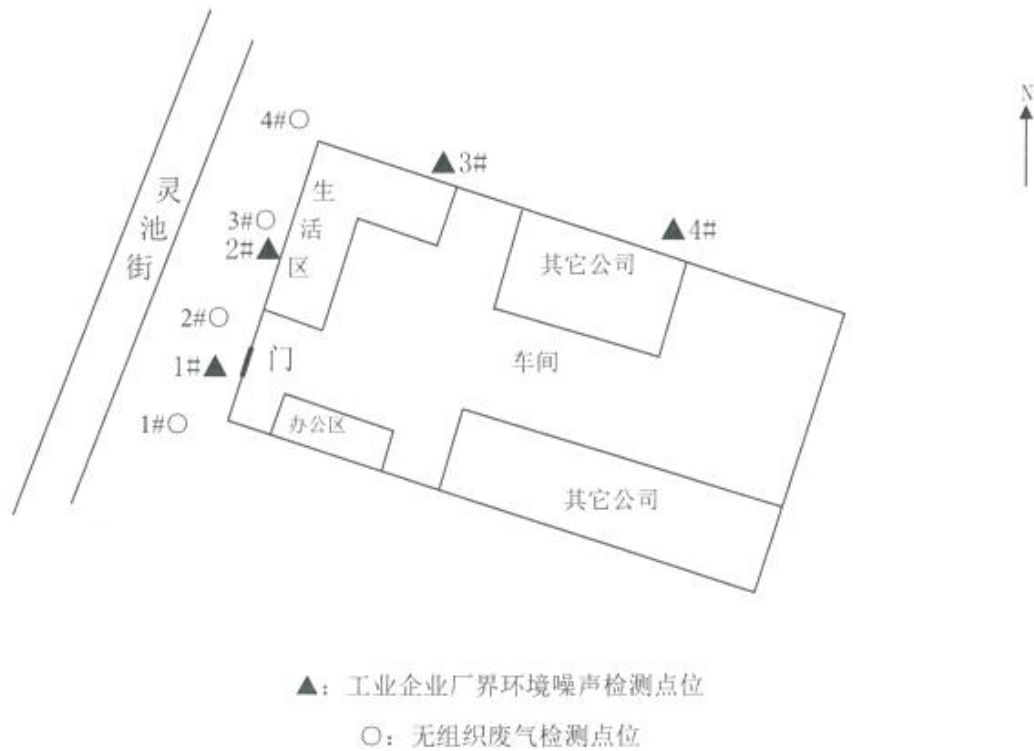 N
4#○
▲3#
生活区
灵池街
3#○
2#▲
▲4#
其它公司
2#○
门
车间
1#▲
1#○
办公区
其它公司
▲：工业企业厂界环境噪声检测点位
○：无组织废气检测点位